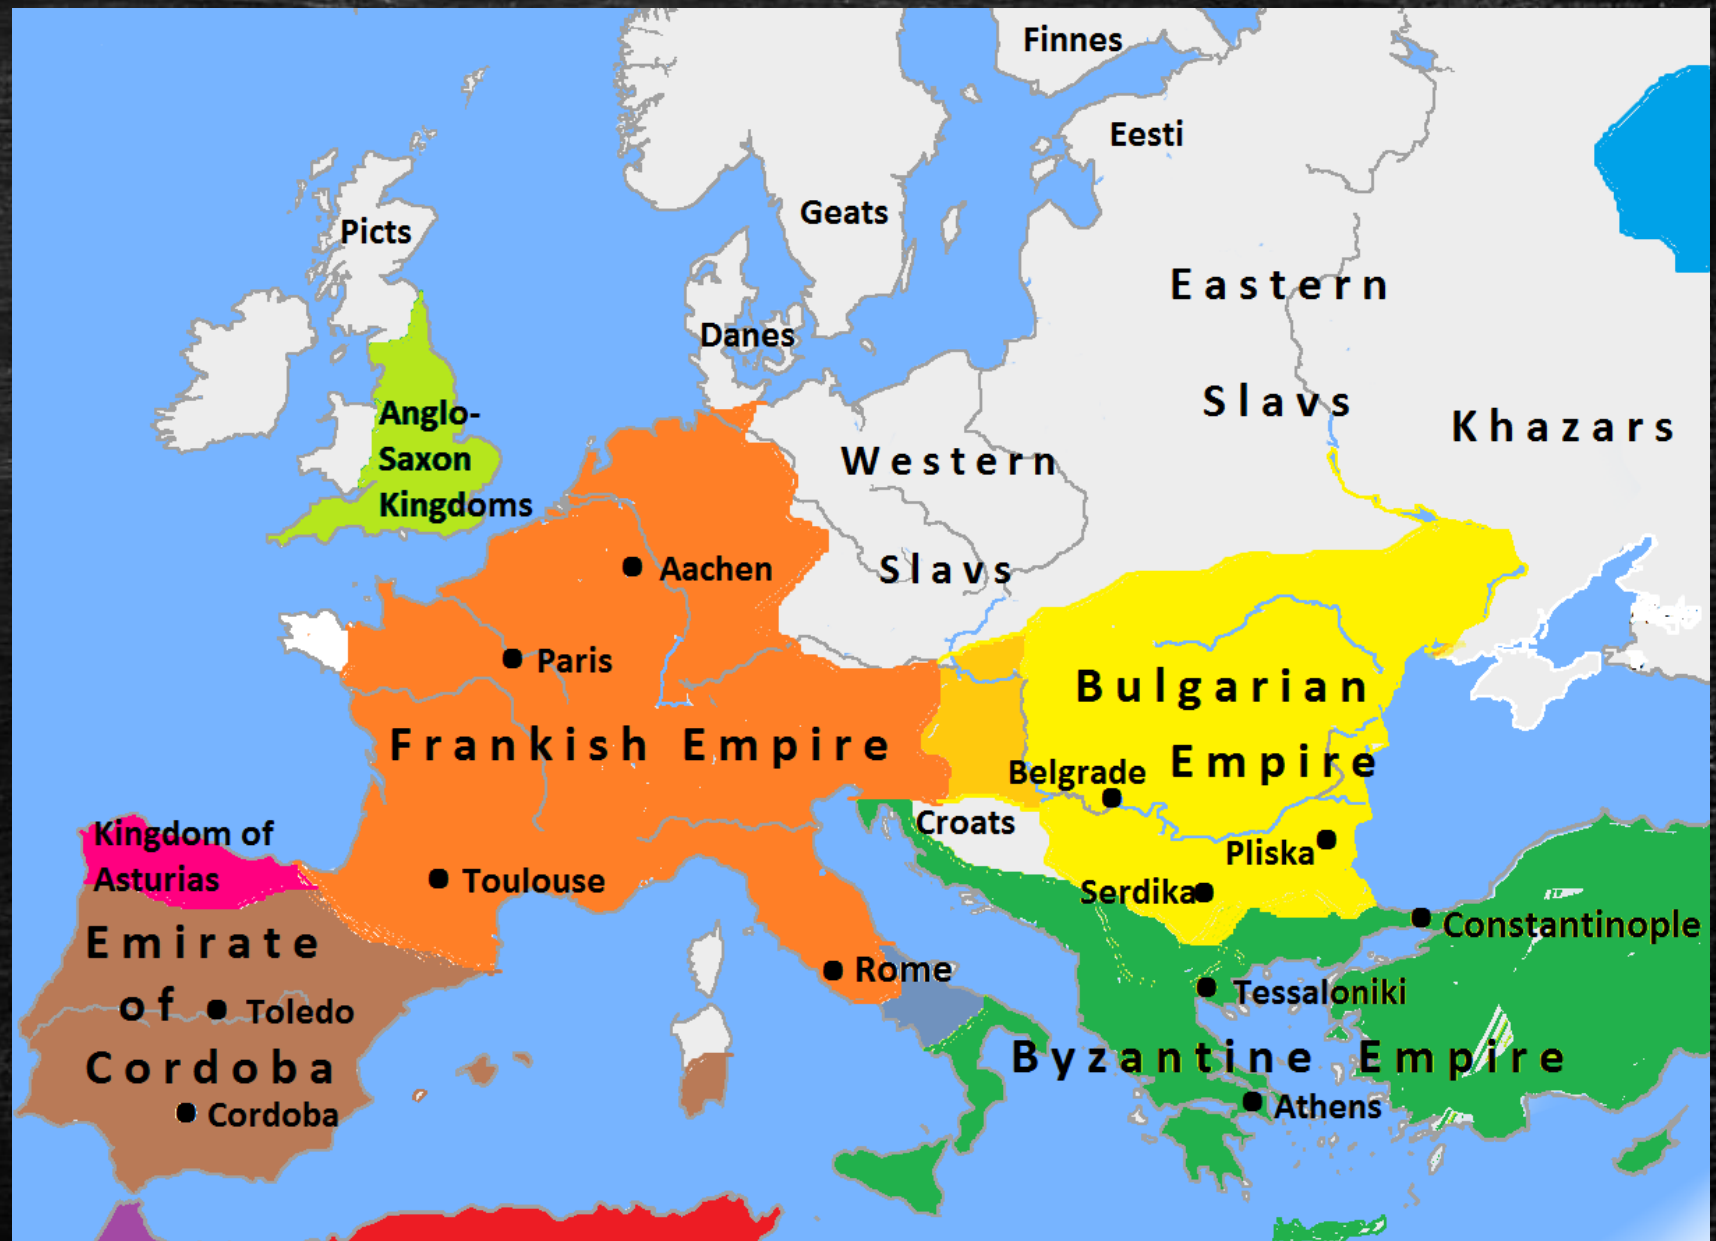 Finnes
Eesti
Picts
Geats
Eastern
Slavs
Danes
Khazars
Anglo-
Saxon
Kingdoms
Western
Slavs
Aachen
Paris
Frankish Empire
Bulgarian
Empire
Belgrade
Croats
Pliska
Serdika
Kingdom of
Asturias
Toulouse
Constantinople
Emirate
of
Cordoba
Toledo
Cordoba
Rome
Tessaloniki
Byzantine Empire
Athens